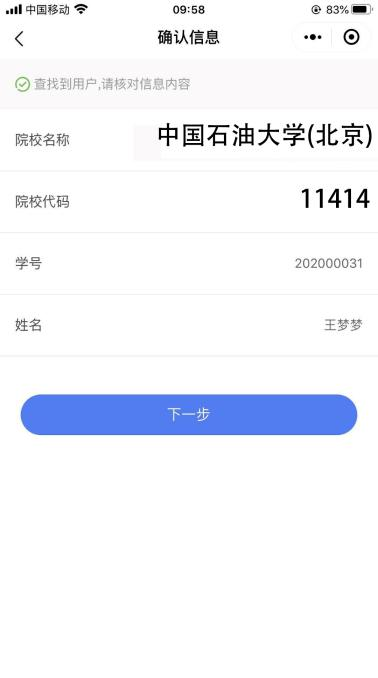 中国移动 09:58 83%
确认信息
查找到用户,请核对信息内容
院校名称 中国石油大学(北京)
院校代码 11414
学号 202000031
姓名 王梦梦
下一步